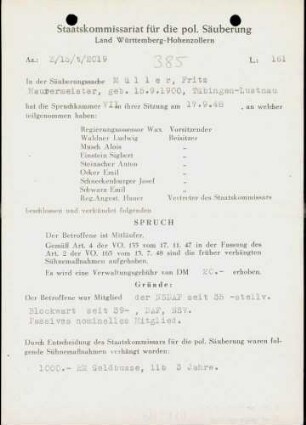 Staatskommissariat für die pol. Säuberung
Land Württemberg-Hohenzollern
Az.: 2/15/t/2019
385
L: 161
In der Säuberungssache Müller, Fritz
Maurermeister, geb. 15.9.1900, Tübingen-Lustnau
hat die Spruchkammer VII in ihrer Sitzung am 17.9.48, an welcher
teilgenommen haben:
Regierungsassessor Wax Vorsitzender
Waldner Ludwig Beisitzer
Musch Alois "
Einstein Sigbert "
Steinacher Anton "
Osker Emil "
Schneckenburger Josef "
Schwarz Emil "
Reg.Angest. Bauer Vertreter des Staatskommissars
beschlossen und verkündet folgenden
SPRUCH
Der Betroffene ist Mitläufer.
Gemäß Art. 4 der VO. 133 vom 17. 11. 47 in der Fassung des
Art. 2 der VO. 165 vom 13. 7. 48 sind die früher verhängten
Sühnemaßnahmen aufgehoben.
Es wird eine Verwaltungsgebühr von DM 20.- erhoben.
Gründe:
Der Betroffene war Mitglied der NSDAP seit 38 -stellv.
Blockwart seit 39-, DAF, NSV.
Passives nominelles Mitglied.
Durch Entscheidung des Staatskommissars für die pol. Säuberung waren fol-
gende Sühnemaßnahmen verhängt worden:
1000.- RM Geldbusse, 3 Jahre.